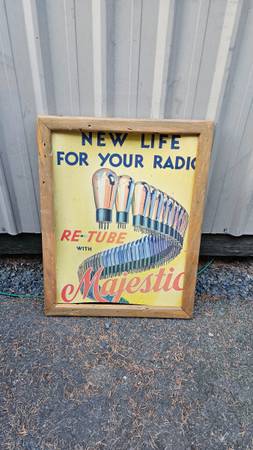 NEW LIFE
FOR YOUR RADIO
RE-TUBE
WITH
Majestic